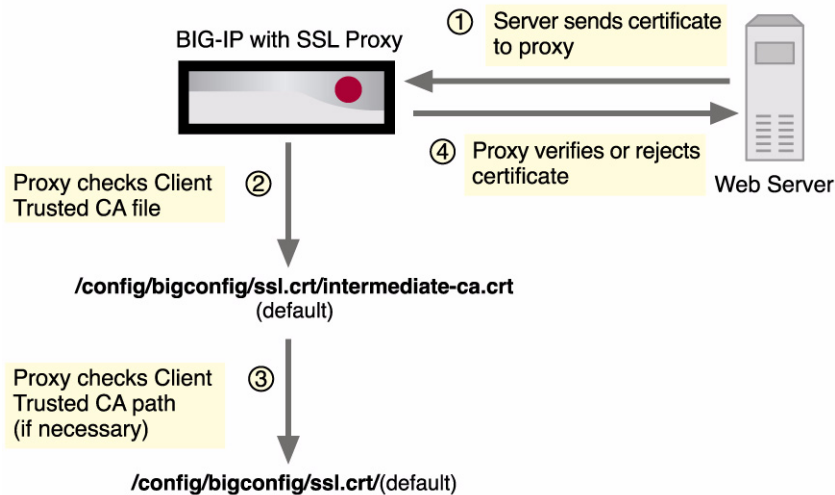 BIG-IP with SSL Proxy
① Server sends certificate
to proxy
④ Proxy verifies or rejects
certificate
Web Server
Proxy checks Client ②
Trusted CA file
/config/bigconfig/ssl.crt/intermediate-ca.crt
(default)
Proxy checks Client ③
Trusted CA path
(if necessary)
/config/bigconfig/ssl.crt/(default)